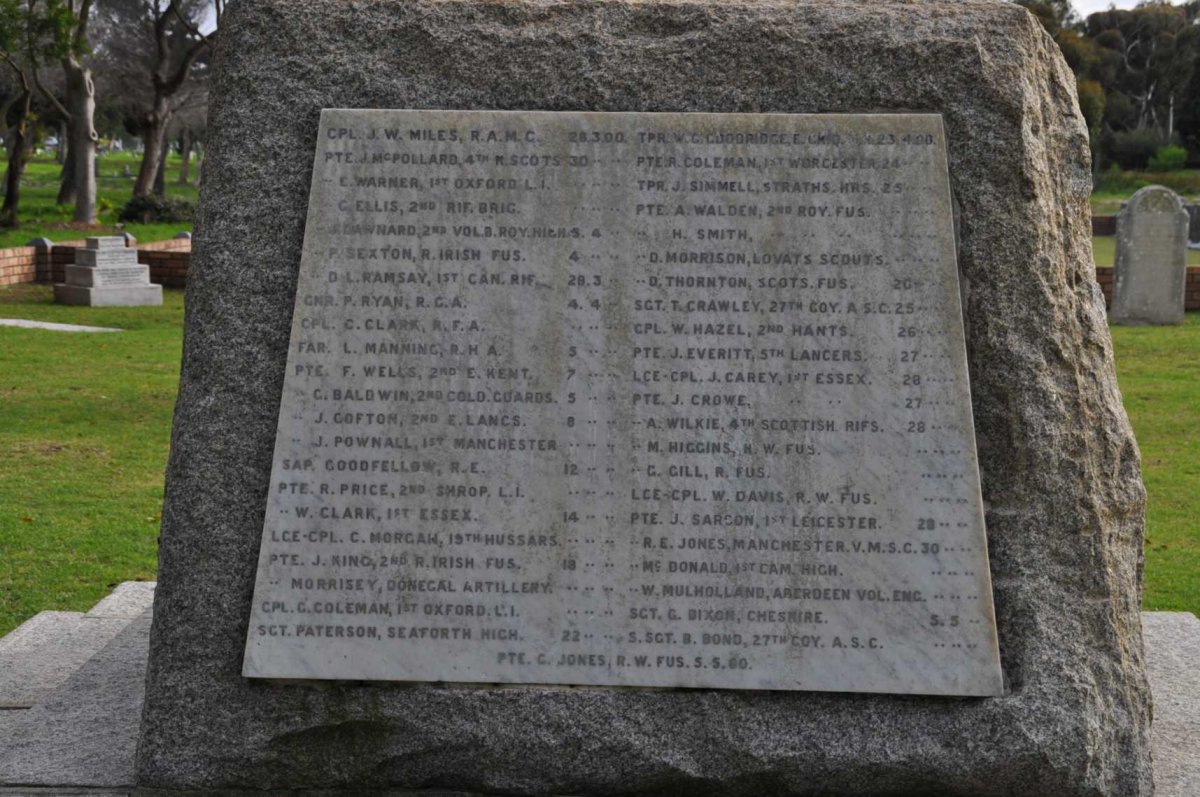 CPL. J. W. MILES, R.A.M.C. 28.3.00.
PTE. J. McPOLLARD, 4TH N. SCOTS 30 ·· ··
·· E. WARNER, 1ST OXFORD L.I. ·· ·· ··
·· C. ELLIS, 2ND RIF. BRIG. ·· ·· ··
2ND VOL. B. ROY. HIGH. 3. 4 ··
·· P. SEXTON, R. IRISH FUS. 4 ·· ··
·· D. L. RAMSAY, 1ST CAN. RIF. 28.3 ··
GNR. P. RYAN, R.G.A. 4. 4 ··
CPL. C. CLARK, R.F.A. ·· ·· ··
FAR. L. MANNING, R.H.A. 5 ·· ··
PTE. F. WELLS, 2ND E. KENT. 7 ·· ··
·· G. BALDWIN, 2ND COLD. GUARDS. 5 ·· ··
·· J. GOFTON, 2ND E. LANCS. 8 ·· ··
·· J. POWNALL, 1ST MANCHESTER ·· ·· ··
SAP. GOODFELLOW, R.E. 12 ·· ··
PTE. R. PRICE, 2ND SHROP. L.I. ·· ·· ··
·· W. CLARK, 1ST ESSEX. 14 ·· ··
LCE-CPL. C. MORGAN, 19TH HUSSARS. ·· ·· ··
PTE. J. KING, 2ND R. IRISH FUS. 18 ·· ··
·· MORRISEY, DONEGAL ARTILLERY. ·· ·· ··
CPL. G. COLEMAN, 1ST OXFORD. L.I. ·· ·· ··
SGT. PATERSON, SEAFORTH HIGH. 22 ·· ··
TPR. W. G. GOODRIDGE, 23.4.00.
PTE. R. COLEMAN, 1ST WORCESTER. 24 ·· ··
TPR. J. SIMMELL, STRATHS. HRS. 25 ·· ··
PTE. A. WALDEN, 2ND ROY. FUS. ·· ·· ··
·· H. SMITH, ·· ·· ·· ·· ·· ··
·· D. MORRISON, LOVATS SCOUTS. ·· ·· ··
·· D. THORNTON, SCOTS. FUS. 26 ·· ··
SGT. T. CRAWLEY, 27TH COY. A.S.C. 25 ·· ··
CPL. W. HAZEL, 2ND HANTS. 26 ·· ··
PTE. J. EVERITT, 5TH LANCERS. 27 ·· ··
LCE-CPL. J. CAREY, 1ST ESSEX. 28 ·· ··
PTE. J. CROWE, ·· ·· 27 ·· ··
·· A. WILKIE, 4TH SCOTTISH. RIFS. 28 ·· ··
·· M. HIGGINS, FUS. ·· ·· ··
·· G. GILL, R. FUS. ·· ·· ··
LCE-CPL. W. DAVIS, R. W. FUS. ·· ·· ··
PTE. J. SARGON, 1ST LEICESTER. 28 ·· ··
·· R. E. JONES, MANCHESTER. V.M.S.C. 30 ·· ··
·· McDONALD, 1ST CAM. HIGH. ·· ·· ··
·· W. MULHOLLAND, ABERDEEN VOL. ENG. ·· ·· ··
SGT. G. BIXON, CHESHIRE. 5. 5 ··
S. SGT. B. BOND, 27TH COY. A.S.C. ·· ·· ··
PTE. C. JONES, R.W. FUS. 5.5.00.